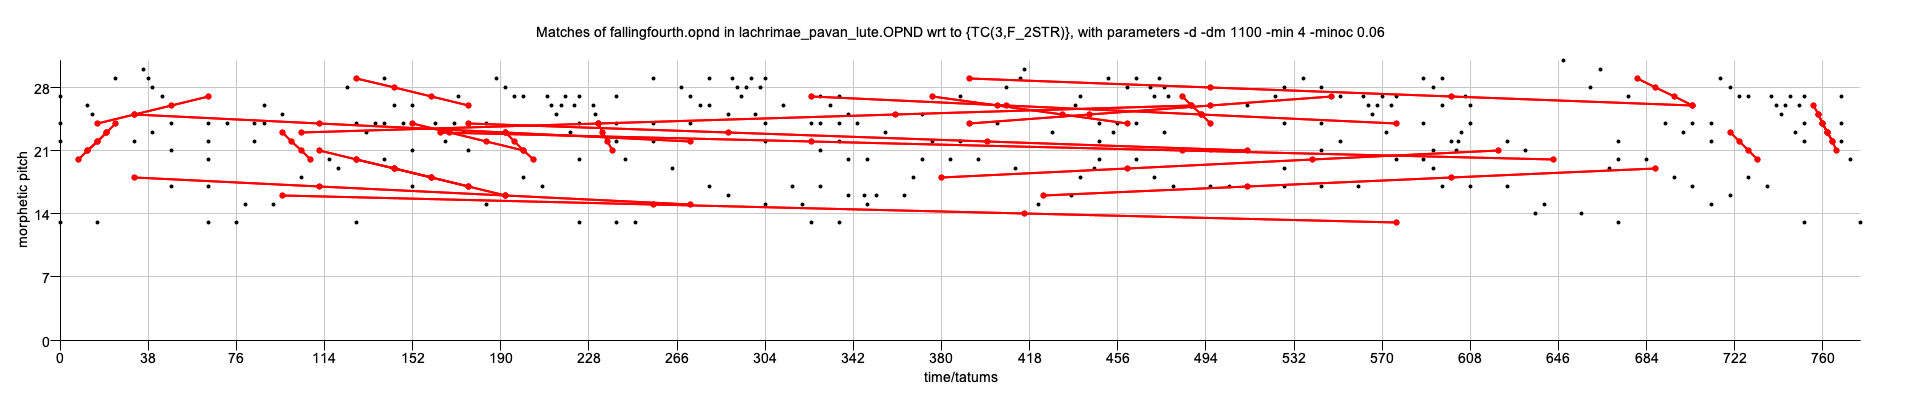 Matches of fallingfourth.opnd in lachrimae_pavan_lute.OPND wrt to {TC(3,F_2STR)}, with parameters -d -dm 1100 -min 4 -minoc 0.06
morphetic pitch
28
21
14
7
0
0 38 76 114 152 190 228 266 304 342 380 418 456 494 532 570 608 646 684 722 760
time/tatums